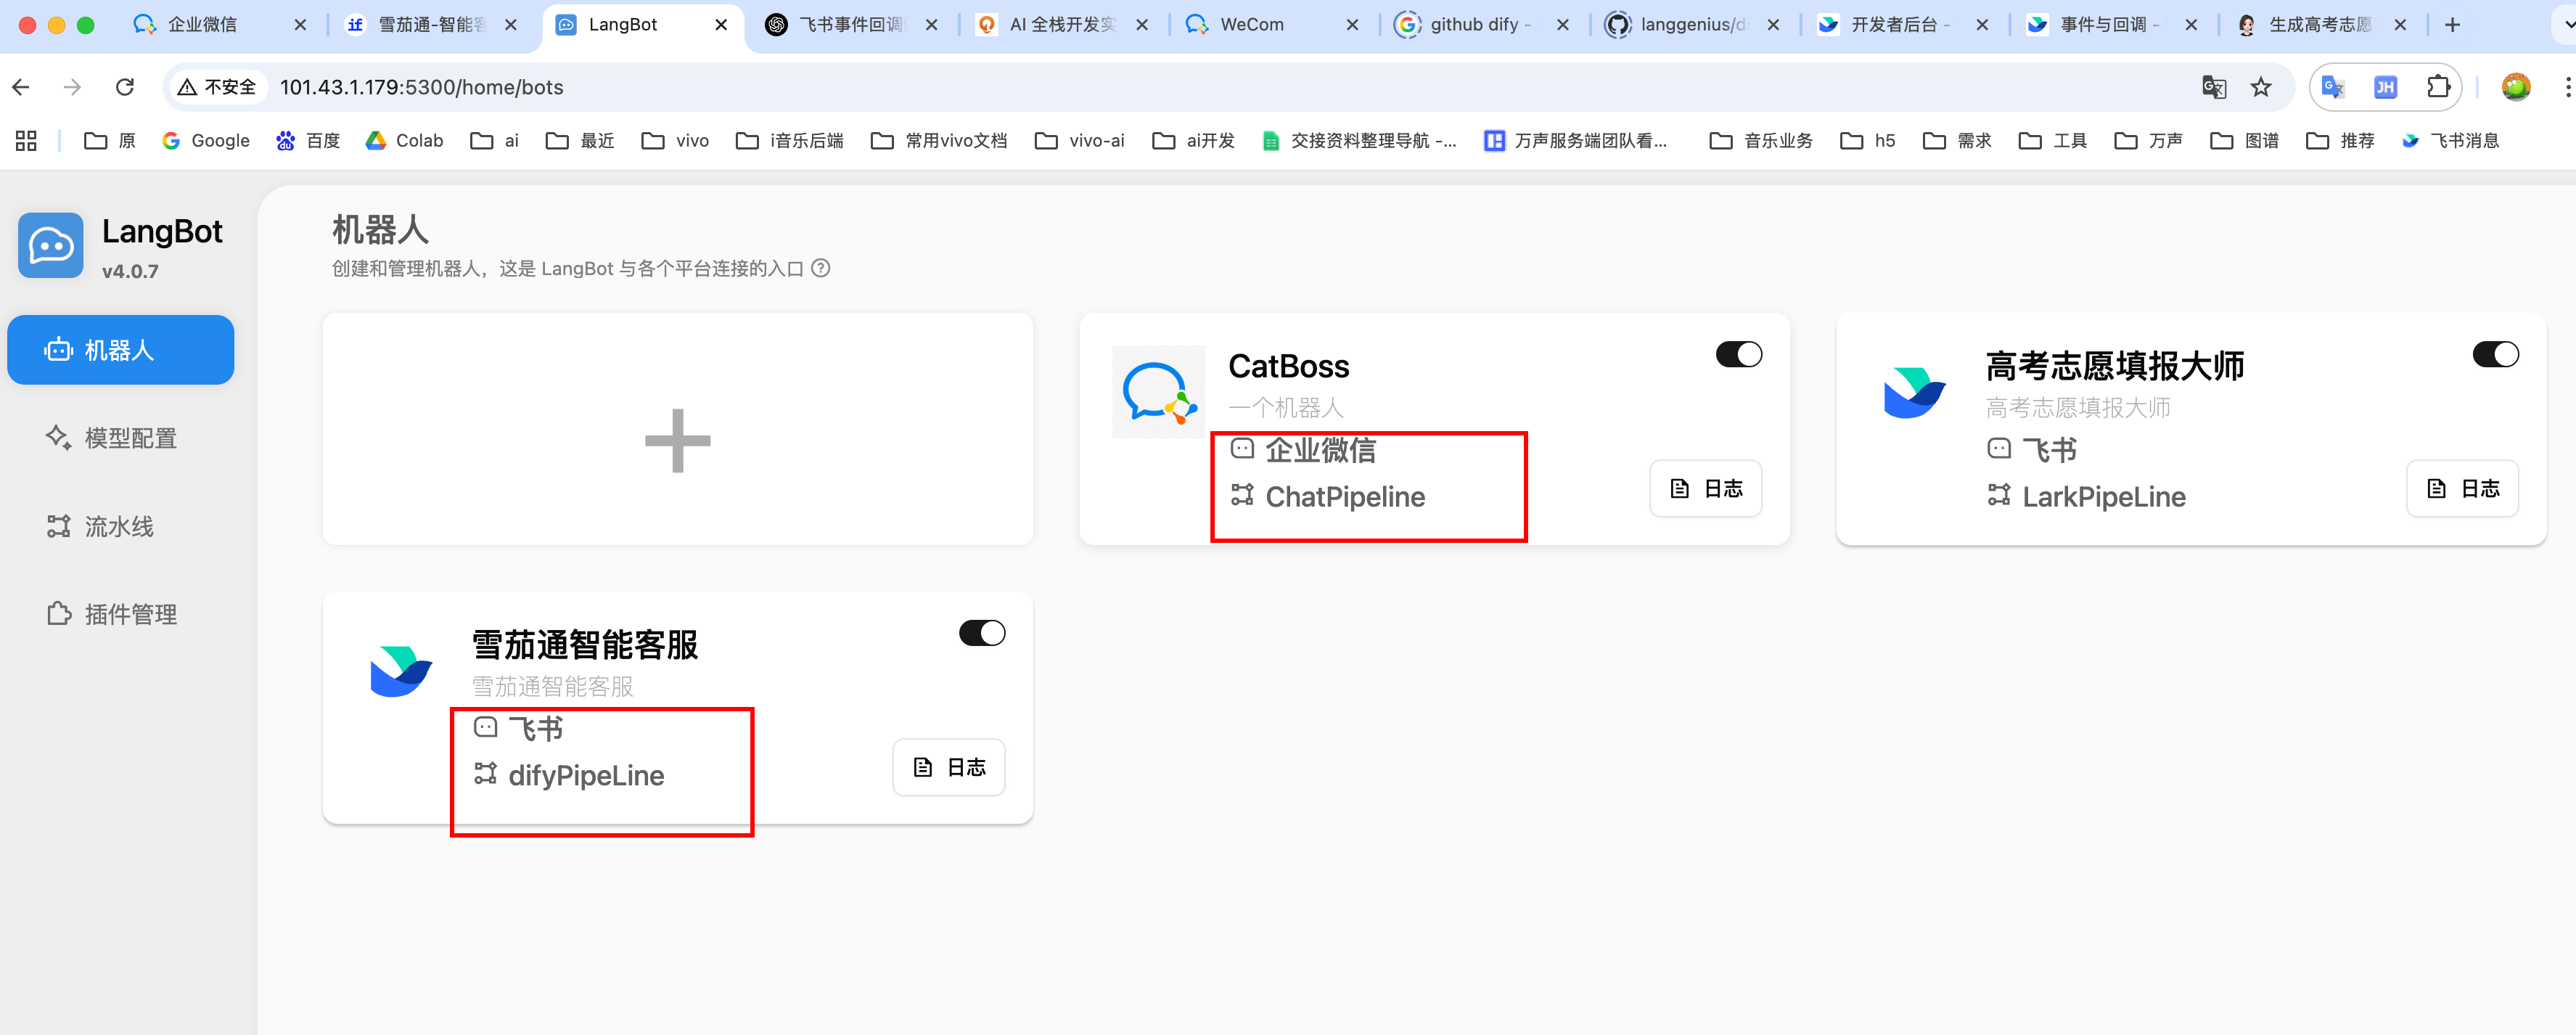 企业微信
雪茄通-智能客
LangBot
飞书事件回调
AI 全栈开发实
WeCom
github dify -
langgenius/d
开发者后台 -
事件与回调 -
生成高考志愿
不安全
101.43.1.179:5300/home/bots
原
Google
百度
Colab
ai
最近
vivo
i音乐后端
常用vivo文档
vivo-ai
ai开发
交接资料整理导航 -...
万声服务端团队看...
音乐业务
h5
需求
工具
万声
图谱
推荐
飞书消息
LangBot
v4.0.7
机器人
模型配置
流水线
插件管理
机器人
创建和管理机器人，这是 LangBot 与各个平台连接的入口
CatBoss
一个机器人
企业微信
ChatPipeline
日志
高考志愿填报大师
高考志愿填报大师
飞书
LarkPipeLine
日志
雪茄通智能客服
雪茄通智能客服
飞书
difyPipeLine
日志